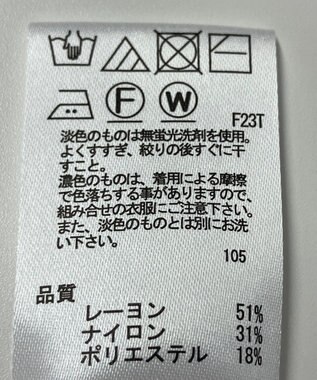 F W F23T
淡色のものは無蛍光洗剤を使用。
よくすすぎ、絞りの後すぐに干
すこと。
濃色のものは、着用による摩擦
で色落ちする事がありますので、
組み合せの衣服にご注意下さい。
また、淡色のものとは別にお洗
い下さい。
105
品質
レーヨン 51%
ナイロン 31%
ポリエステル 18%